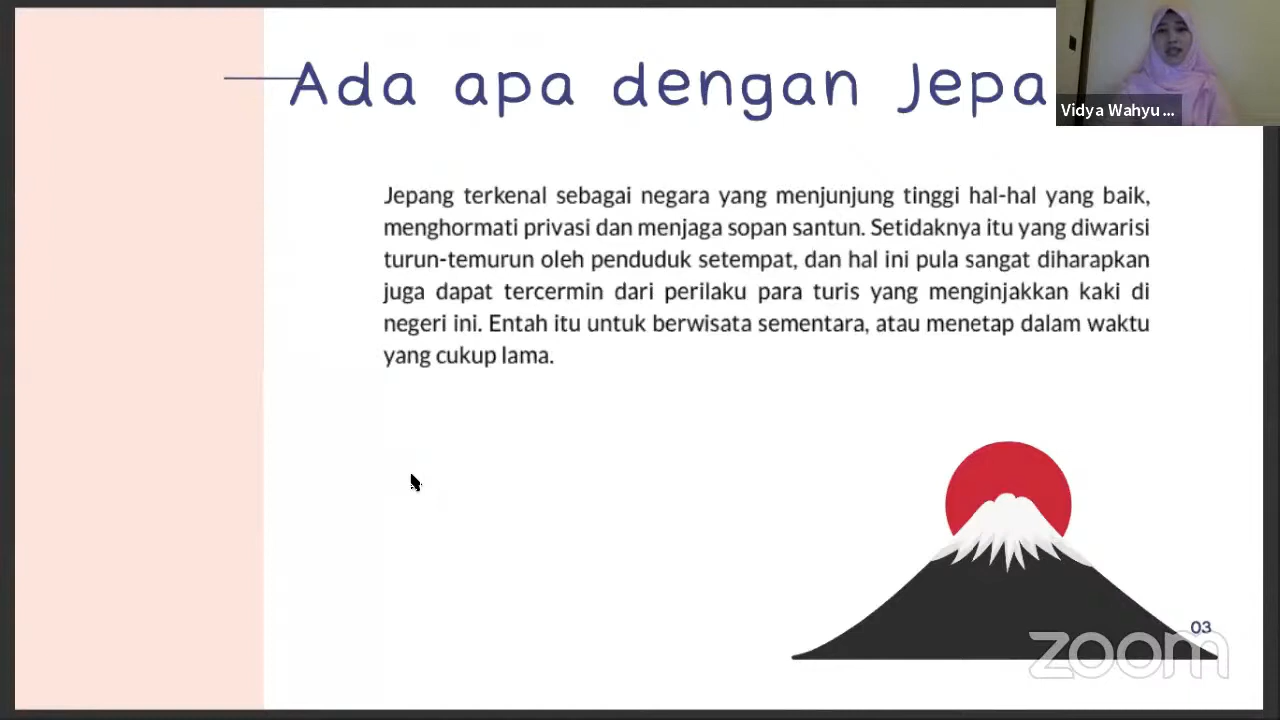 Ada apa dengan Jepa
Vidya Wahyu ...
Jepang terkenal sebagai negara yang menjunjung tinggi hal-hal yang baik,
menghormati privasi dan menjaga sopan santun. Setidaknya itu yang diwarisi
turun-temurun oleh penduduk setempat, dan hal ini pula sangat diharapkan
juga dapat tercermin dari perilaku para turis yang menginjakkan kaki di
negeri ini. Entah itu untuk berwisata sementara, atau menetap dalam waktu
yang cukup lama.
03
zoom